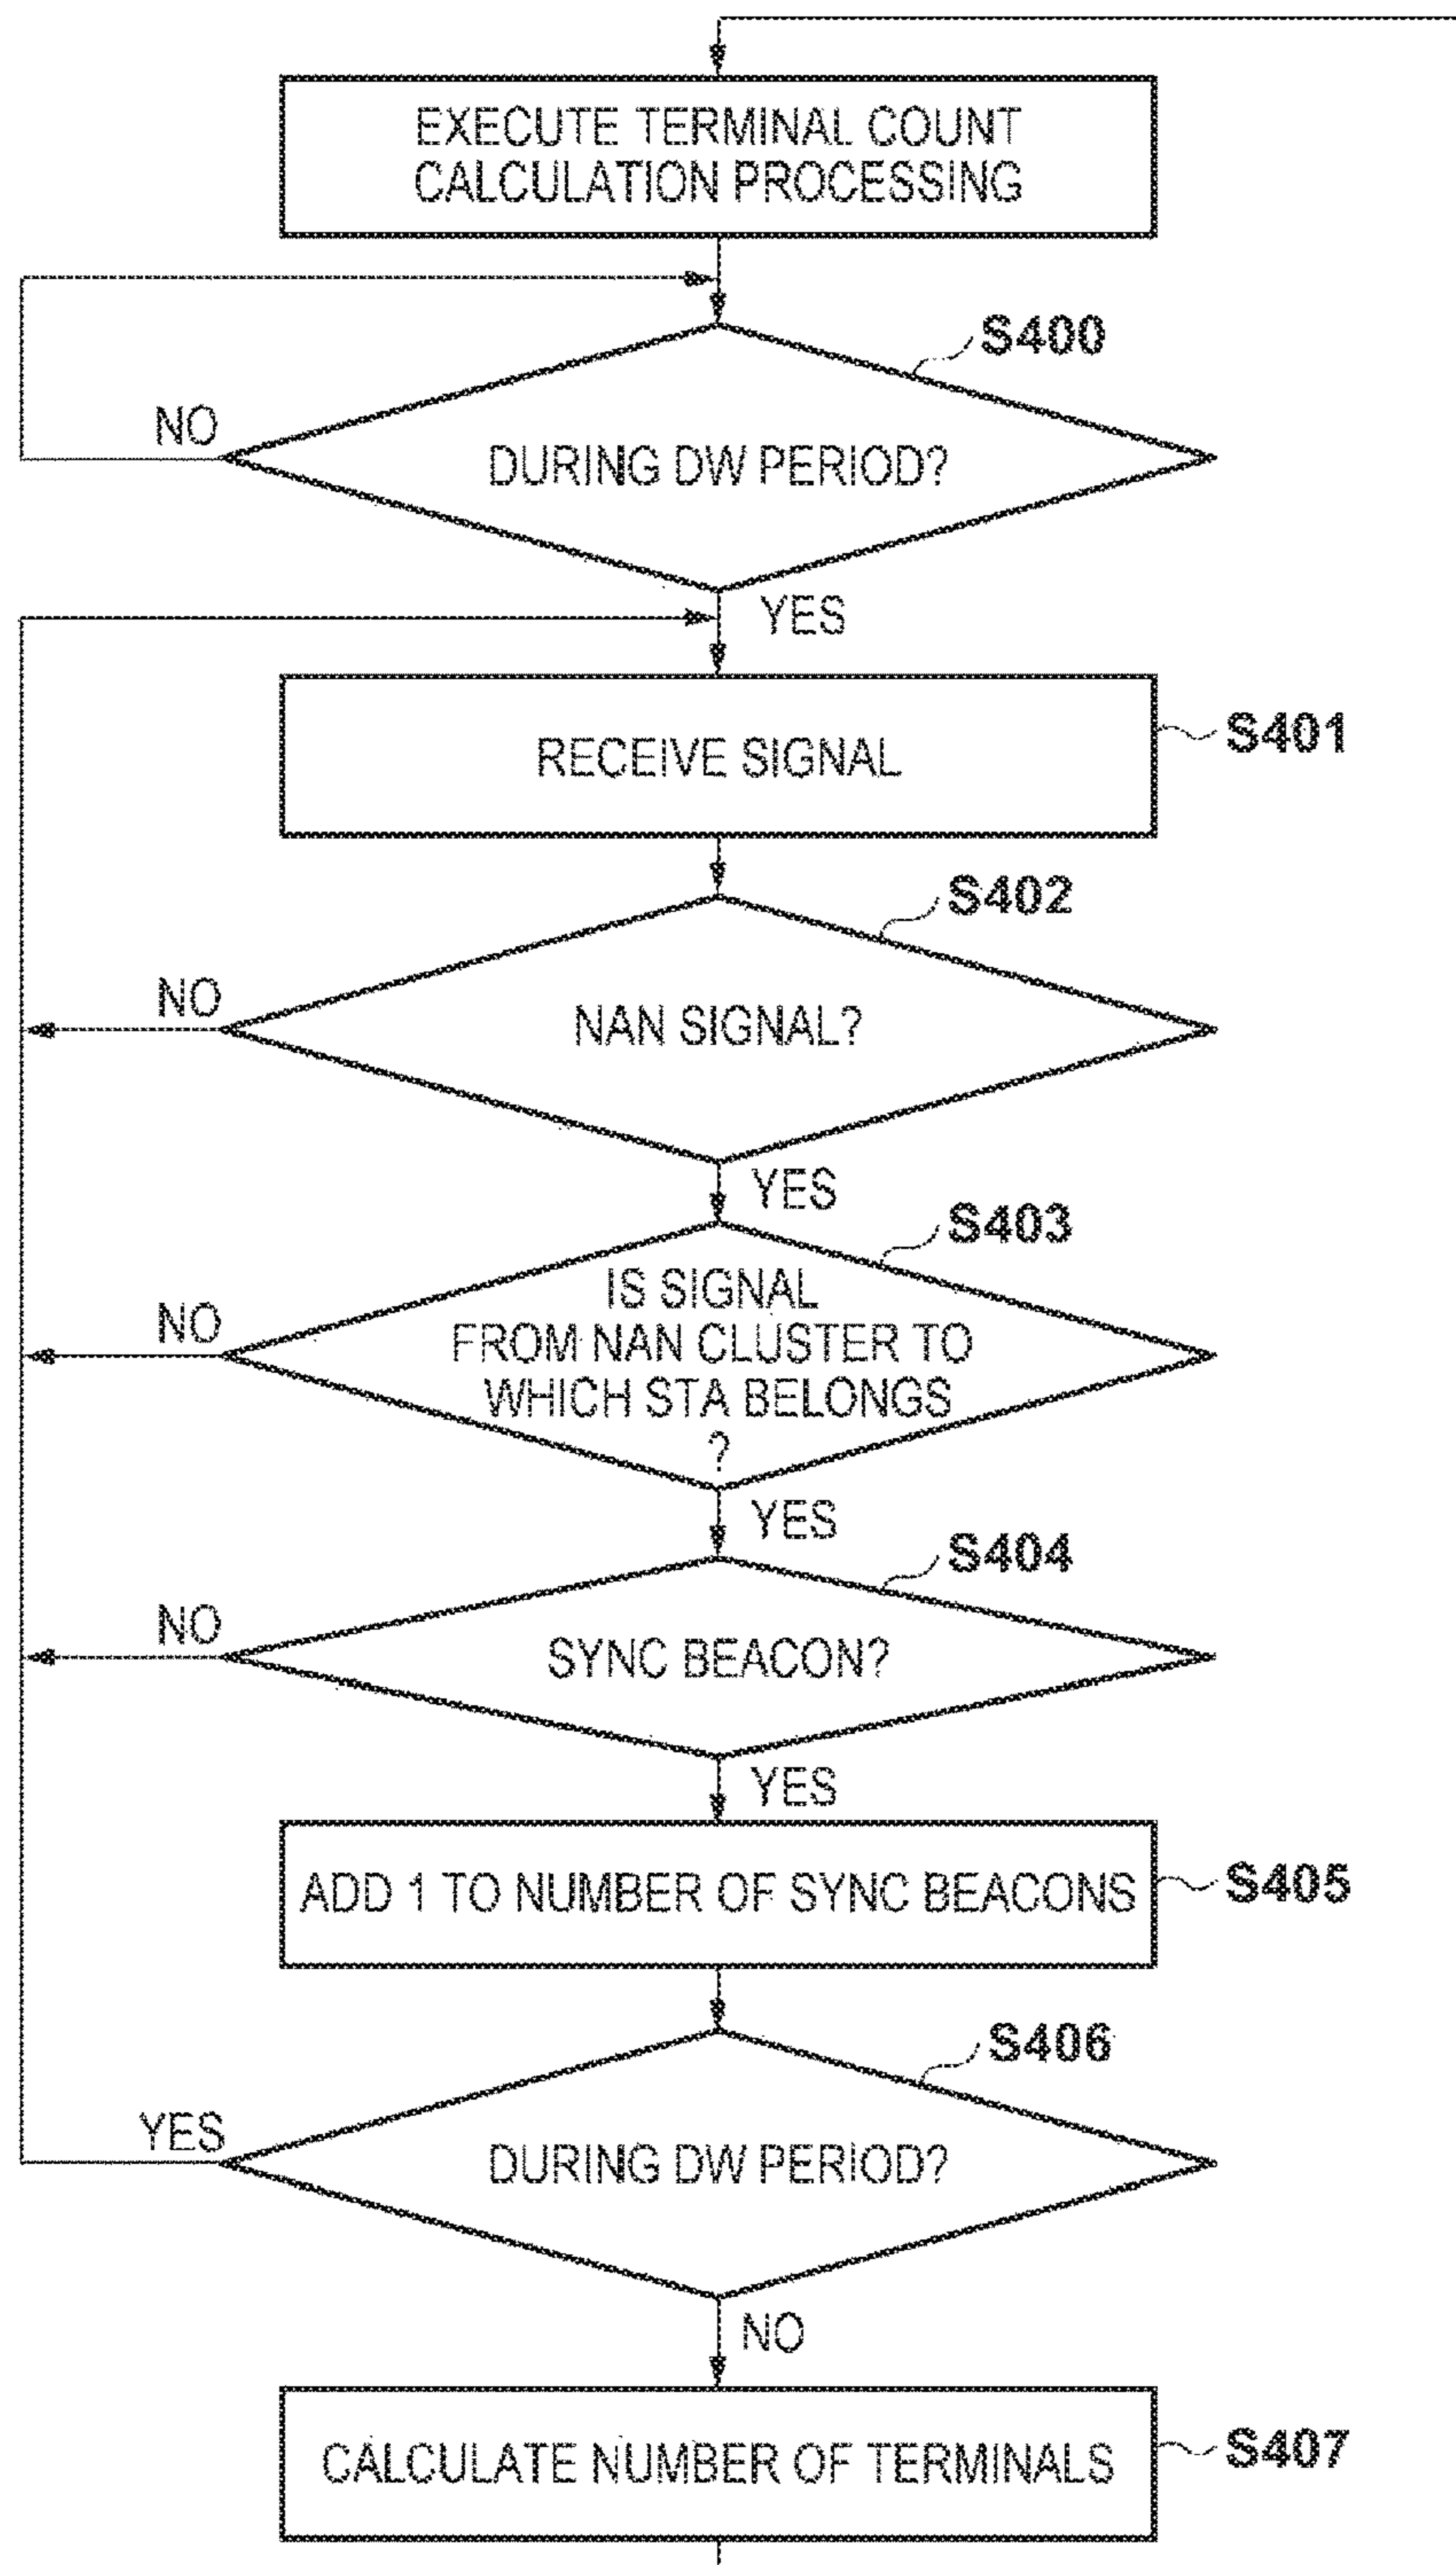 EXECUTE TERMINAL COUNT
CALCULATION PROCESSING
S400
NO
DURING DW PERIOD?
YES
RECEIVE SIGNAL
S401
S402
NO
NAN SIGNAL?
YES
S403
IS SIGNAL
NO
FROM NAN CLUSTER TO
WHICH STA BELONGS
?
YES
S404
NO
SYNC BEACON?
YES
ADD 1 TO NUMBER OF SYNC BEACONS
S405
S406
YES
DURING DW PERIOD?
NO
CALCULATE NUMBER OF TERMINALS
S407